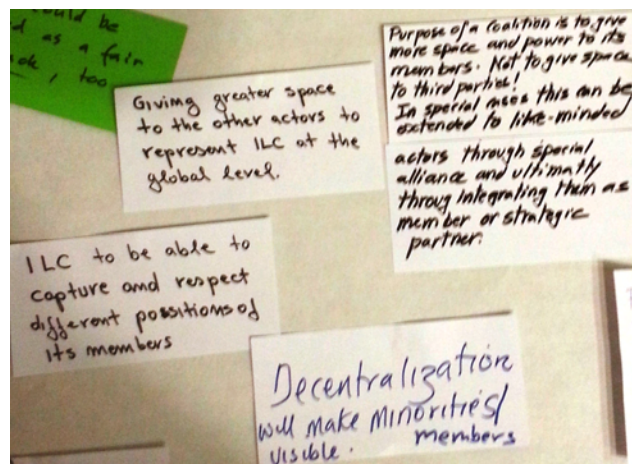 ould be
d as a fair
ok, too
Giving greater space
to the other actors to
represent ILC at the
global level.
Purpose of a Coalition is to give
more space and power to its
members. Not to give space
to third parties!
In special cases this can be
extended to like-minded
actors through special
alliance and ultimatly
throug integrating them as
member or strategic
partner.
ILC to be able to
capture and respect
different possitions of
its members
Decentralization
will make minorities/
members
visible.